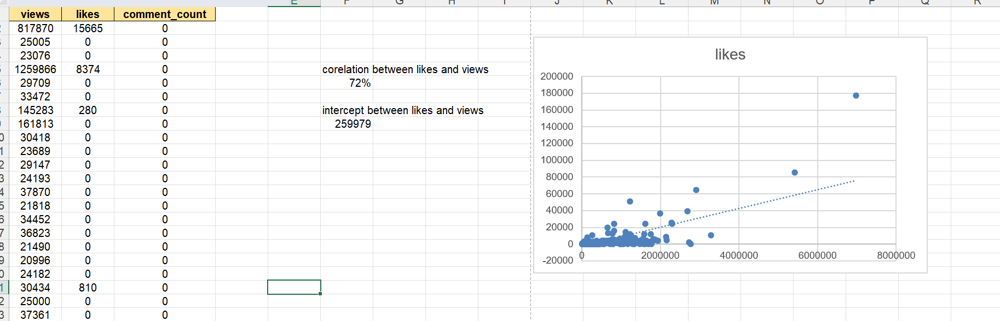 E F G H I J K L M N O P Q R
views likes comment_count
817870 15665 0
25005 0 0
23076 0 0
1259866 8374 0
29709 0 0
33472 0 0
145283 280 0
161813 0 0
30418 0 0
23689 0 0
29147 0 0
24193 0 0
37870 0 0
21818 0 0
34452 0 0
36823 0 0
21490 0 0
20996 0 0
24182 0 0
30434 810 0
25000 0 0
37361 0 0
corelation between likes and views
72%
intercept between likes and views
259979
likes
200000
180000
160000
140000
120000
100000
80000
60000
40000
20000
0
-20000
0 2000000 4000000 6000000 8000000